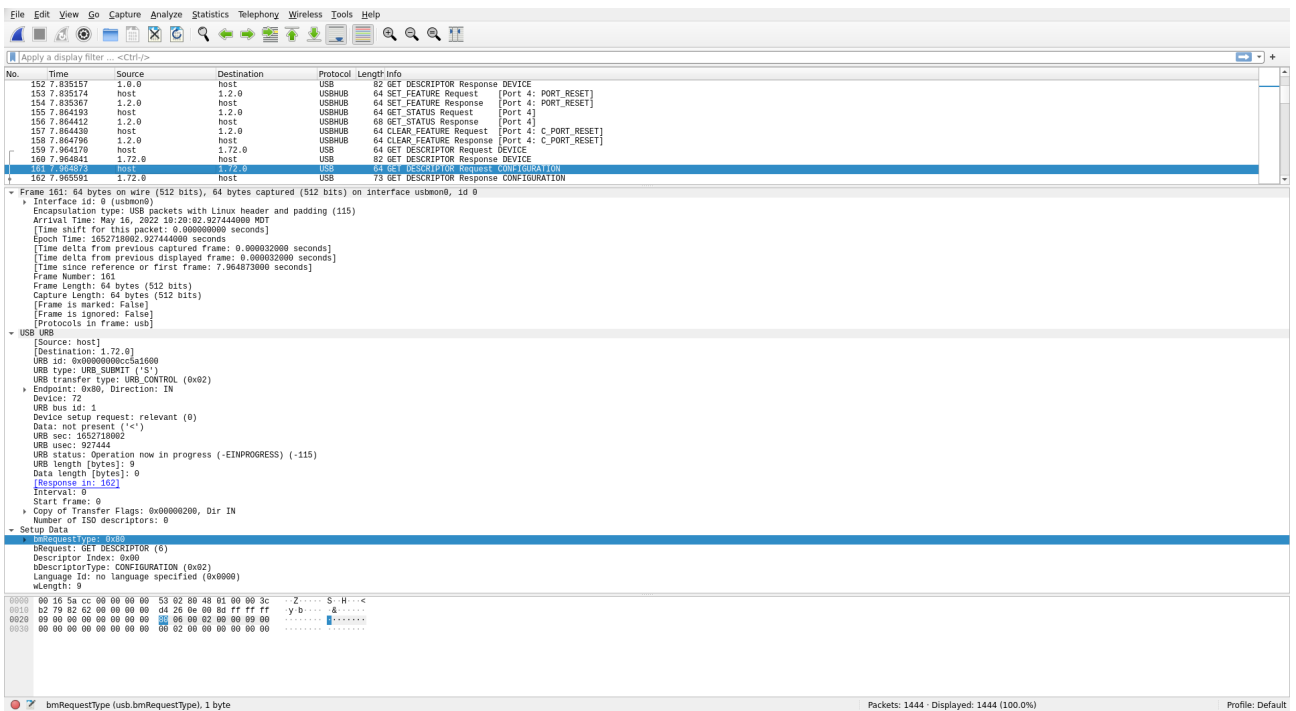 File Edit View Go Capture Analyze Statistics Telephony Wireless Tools Help
Apply a display filter ... <Ctrl-/>
No. Time Source Destination Protocol Length Info
152 7.835157 1.0.0 host USB 82 GET DESCRIPTOR Response DEVICE
153 7.835174 host 1.2.0 USBHUB 64 SET_FEATURE Request [Port 4: PORT_RESET]
154 7.835367 1.2.0 host USBHUB 64 SET_FEATURE Response [Port 4: PORT_RESET]
155 7.864193 host 1.2.0 USBHUB 64 GET_STATUS Request [Port 4]
156 7.864412 1.2.0 host USBHUB 68 GET_STATUS Response [Port 4]
157 7.864430 host 1.2.0 USBHUB 64 CLEAR_FEATURE Request [Port 4: C_PORT_RESET]
158 7.864796 1.2.0 host USBHUB 64 CLEAR_FEATURE Response [Port 4: C_PORT_RESET]
159 7.964170 host 1.72.0 USB 64 GET DESCRIPTOR Request DEVICE
160 7.964841 1.72.0 host USB 82 GET DESCRIPTOR Response DEVICE
161 7.964873 host 1.72.0 USB 64 GET DESCRIPTOR Request CONFIGURATION
162 7.965591 1.72.0 host USB 73 GET DESCRIPTOR Response CONFIGURATION
Frame 161: 64 bytes on wire (512 bits), 64 bytes captured (512 bits) on interface usbmon0, id 0
Interface id: 0 (usbmon0)
Encapsulation type: USB packets with Linux header and padding (115)
Arrival Time: May 16, 2022 10:20:02.927444000 MDT
[Time shift for this packet: 0.000000000 seconds]
Epoch Time: 1652718002.927444000 seconds
[Time delta from previous captured frame: 0.000032000 seconds]
[Time delta from previous displayed frame: 0.000032000 seconds]
[Time since reference or first frame: 7.964873000 seconds]
Frame Number: 161
Frame Length: 64 bytes (512 bits)
Capture Length: 64 bytes (512 bits)
[Frame is marked: False]
[Frame is ignored: False]
[Protocols in frame: usb]
USB URB
[Source: host]
[Destination: 1.72.0]
URB id: 0x00000000cc5a1600
URB type: URB_SUBMIT ('S')
URB transfer type: URB_CONTROL (0x02)
Endpoint: 0x80, Direction: IN
Device: 72
URB bus id: 1
Device setup request: relevant (0)
Data: not present ('<')
URB sec: 1652718002
URB usec: 927444
URB status: Operation now in progress (-EINPROGRESS) (-115)
URB length [bytes]: 9
Data length [bytes]: 0
[Response in: 162]
Interval: 0
Start frame: 0
Copy of Transfer Flags: 0x00000200, Dir IN
Number of ISO descriptors: 0
Setup Data
bmRequestType: 0x80
bRequest: GET DESCRIPTOR (6)
Descriptor Index: 0x00
bDescriptorType: CONFIGURATION (0x02)
Language Id: no language specified (0x0000)
wLength: 9
0000 00 16 5a cc 00 00 00 00 53 02 80 48 01 00 00 3c ··Z····· S··H···<
0010 b2 79 82 62 00 00 00 00 d4 26 0e 00 8d ff ff ff ·y·b···· ·&······
0020 09 00 00 00 00 00 00 00 80 06 00 02 00 00 09 00 ········ ········
0030 00 00 00 00 00 00 00 00 00 02 00 00 00 00 00 00 ········ ········
bmRequestType (usb.bmRequestType), 1 byte Packets: 1444 · Displayed: 1444 (100.0%) Profile: Default